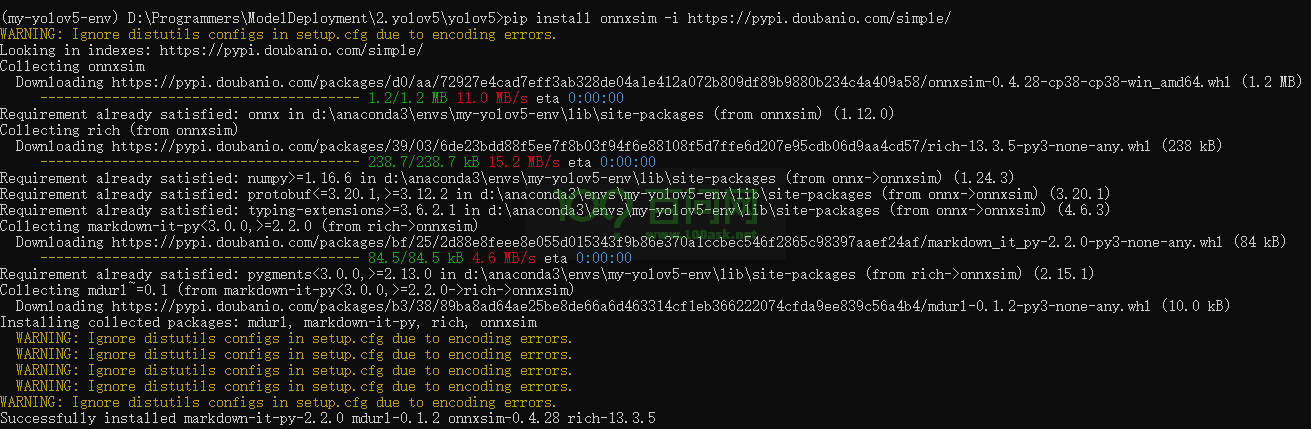 (my-yolov5-env) D:\Programmers\ModelDeployment\2.yolov5\yolov5>pip install onnxsim -i https://pypi.doubanio.com/simple/
WARNING: Ignore distutils configs in setup.cfg due to encoding errors.
Looking in indexes: https://pypi.doubanio.com/simple/
Collecting onnxsim
Downloading https://pypi.doubanio.com/packages/d0/aa/72927e4cad7eff3ab328de04a1e412a072b809df89b9880b234c4a409a58/onnxsim-0.4.28-cp38-cp38-win_amd64.whl (1.2 MB)
---------------------------------------- 1.2/1.2 MB 11.0 MB/s eta 0:00:00
Requirement already satisfied: onnx in d:\anaconda3\envs\my-yolov5-env\lib\site-packages (from onnxsim) (1.12.0)
Collecting rich (from onnxsim)
Downloading https://pypi.doubanio.com/packages/39/03/6de23bdd88f5ee7f8b03f94f6e88108f5d7ffe6d207e95cdb06d9aa4cd57/rich-13.3.5-py3-none-any.whl (238 kB)
---------------------------------------- 238.7/238.7 kB 15.2 MB/s eta 0:00:00
Requirement already satisfied: numpy>=1.16.6 in d:\anaconda3\envs\my-yolov5-env\lib\site-packages (from onnx->onnxsim) (1.24.3)
Requirement already satisfied: protobuf<=3.20.1,>=3.12.2 in d:\anaconda3\envs\my-yolov5-env\lib\site-packages (from onnx->onnxsim) (3.20.1)
Requirement already satisfied: typing-extensions>=3.6.2.1 in d:\anaconda3\envs\my-yolov5-env\lib\site-packages (from onnx->onnxsim) (4.6.3)
Collecting markdown-it-py<3.0.0,>=2.2.0 (from rich->onnxsim)
Downloading https://pypi.doubanio.com/packages/bf/25/2d88e8feee8e055d015343f9b86e370a1ccbec546f2865c98397aaef24af/markdown_it_py-2.2.0-py3-none-any.whl (84 kB)
---------------------------------------- 84.5/84.5 kB 4.6 MB/s eta 0:00:00
Requirement already satisfied: pygments<3.0.0,>=2.13.0 in d:\anaconda3\envs\my-yolov5-env\lib\site-packages (from rich->onnxsim) (2.15.1)
Collecting mdurl~=0.1 (from markdown-it-py<3.0.0,>=2.2.0->rich->onnxsim)
Downloading https://pypi.doubanio.com/packages/b3/38/89ba8ad64ae25be8de66a6d463314cf1eb366222074cfda9ee839c56a4b4/mdurl-0.1.2-py3-none-any.whl (10.0 kB)
Installing collected packages: mdurl, markdown-it-py, rich, onnxsim
WARNING: Ignore distutils configs in setup.cfg due to encoding errors.
WARNING: Ignore distutils configs in setup.cfg due to encoding errors.
WARNING: Ignore distutils configs in setup.cfg due to encoding errors.
WARNING: Ignore distutils configs in setup.cfg due to encoding errors.
WARNING: Ignore distutils configs in setup.cfg due to encoding errors.
Successfully installed markdown-it-py-2.2.0 mdurl-0.1.2 onnxsim-0.4.28 rich-13.3.5
百问网
www.100ask.net